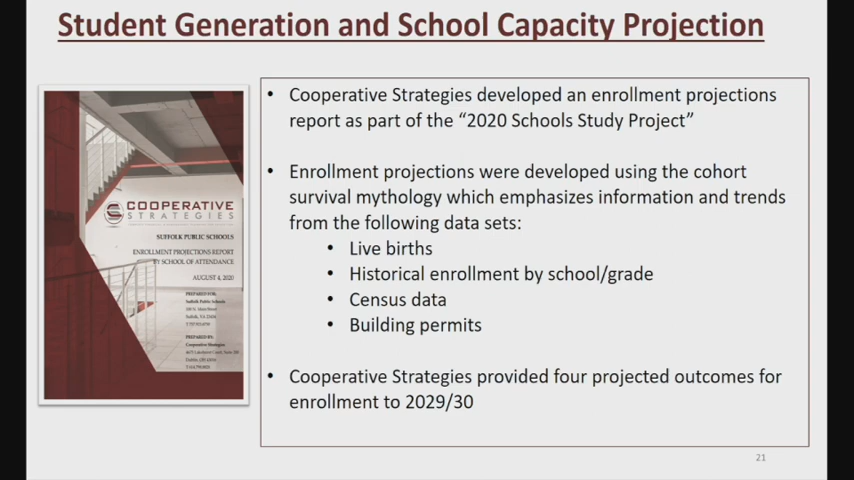 Student Generation and School Capacity Projection
COOPERATIVE
STRATEGIES
SUFFOLK PUBLIC SCHOOLS
ENROLLMENT PROJECTIONS REPORT
BY SCHOOL OF ATTENDANCE
AUGUST 4, 2020
PREPARED FOR:
Suffolk Public Schools
PREPARED BY:
Cooperative Strategies
• Cooperative Strategies developed an enrollment projections
report as part of the “2020 Schools Study Project”
• Enrollment projections were developed using the cohort
survival mythology which emphasizes information and trends
from the following data sets:
• Live births
• Historical enrollment by school/grade
• Census data
• Building permits
• Cooperative Strategies provided four projected outcomes for
enrollment to 2029/30
21